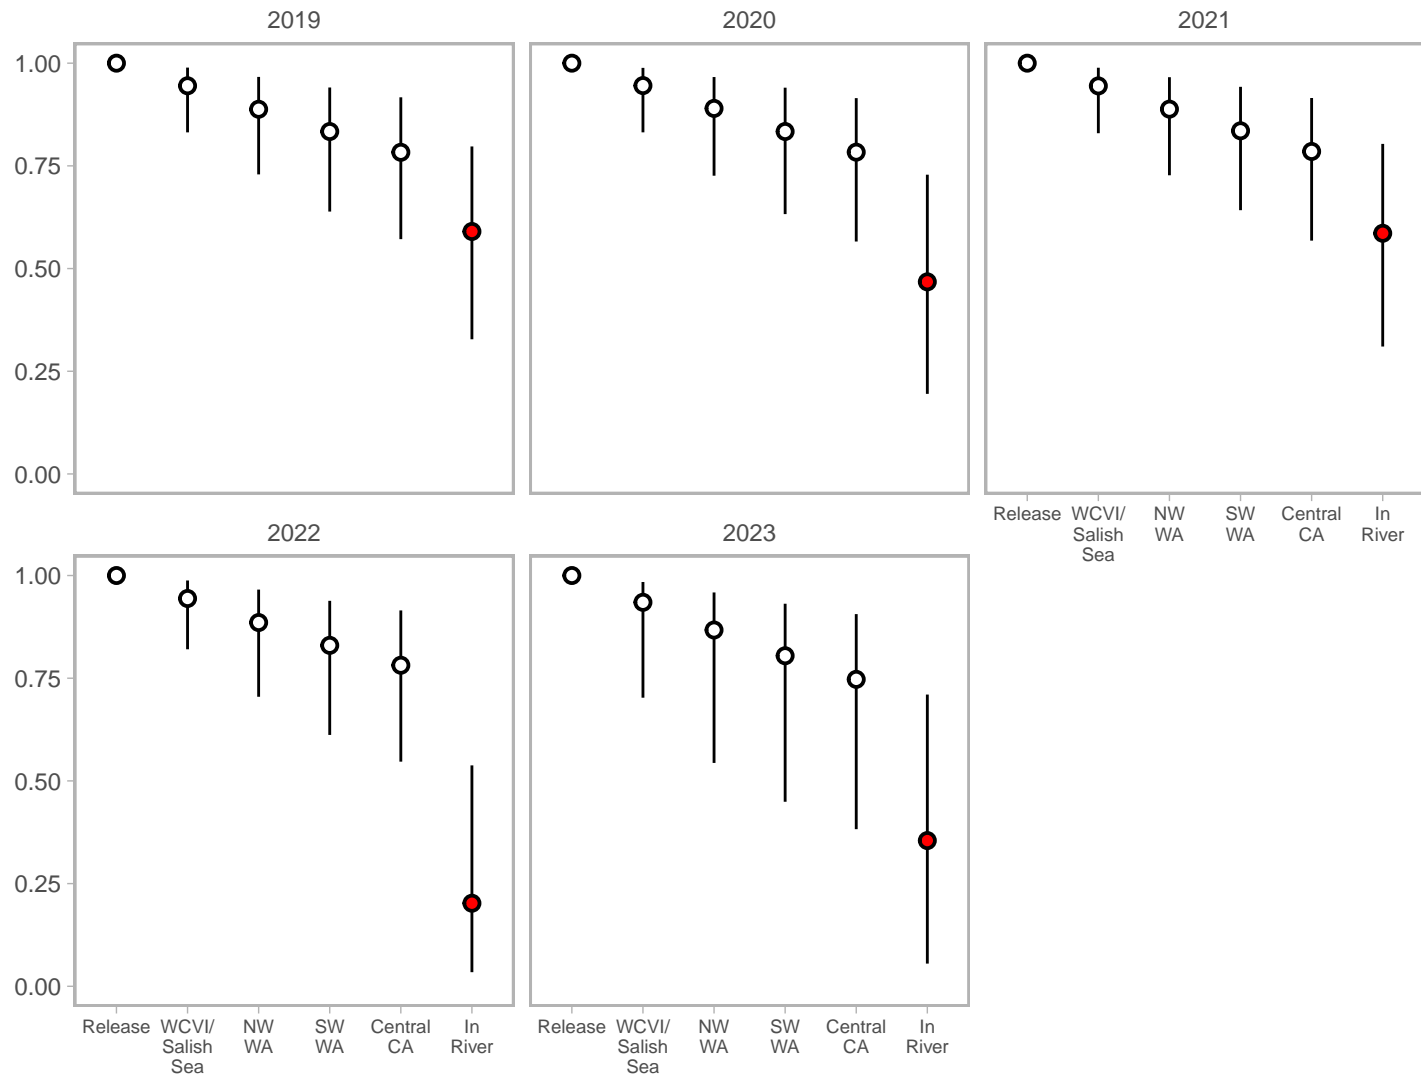 2019
2020
2021
1.00
0.75
0.50
0.25
0.00
Release
WCVI/
Salish
Sea
NW
WA
SW
WA
Central
CA
In
River
2022
2023
1.00
0.75
0.50
0.25
0.00
Release
WCVI/
Salish
Sea
NW
WA
SW
WA
Central
CA
In
River
Release
WCVI/
Salish
Sea
NW
WA
SW
WA
Central
CA
In
River